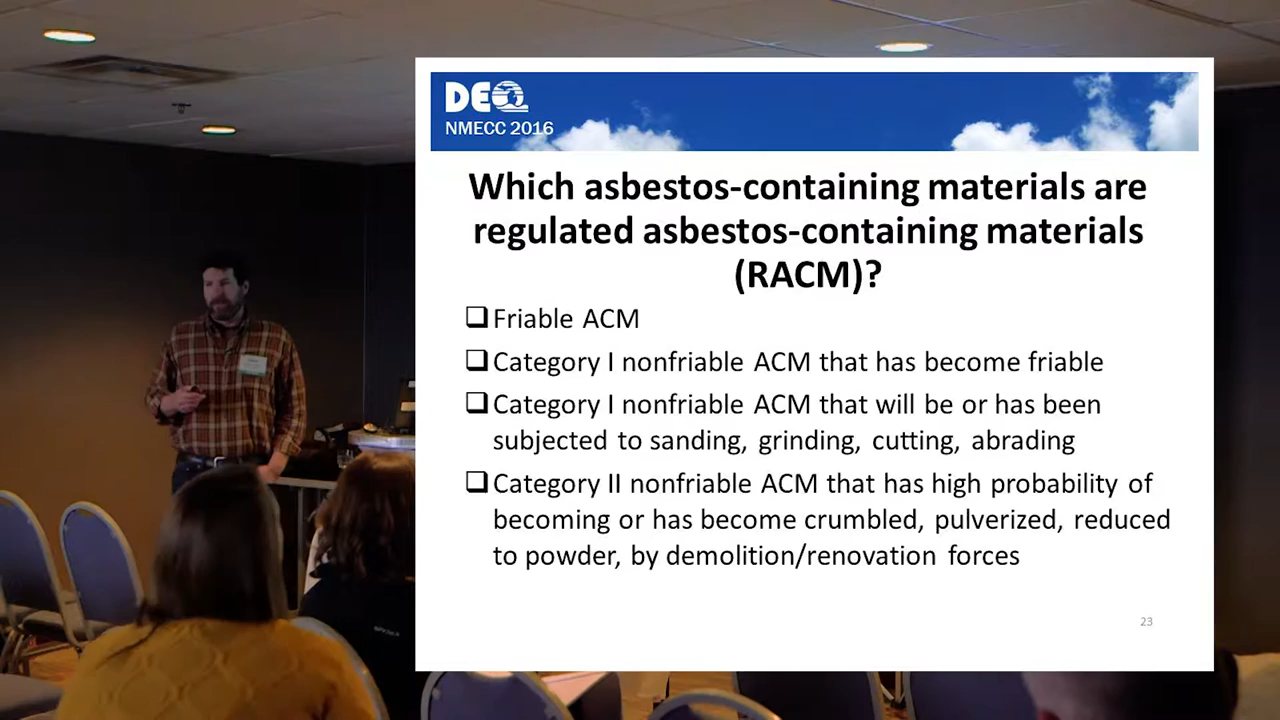 DEQ
NMECC 2016
Which asbestos-containing materials are
regulated asbestos-containing materials
(RACM)?
❑Friable ACM
❑Category I nonfriable ACM that has become friable
❑Category I nonfriable ACM that will be or has been
subjected to sanding, grinding, cutting, abrading
❑Category II nonfriable ACM that has high probability of
becoming or has become crumbled, pulverized, reduced
to powder, by demolition/renovation forces
23